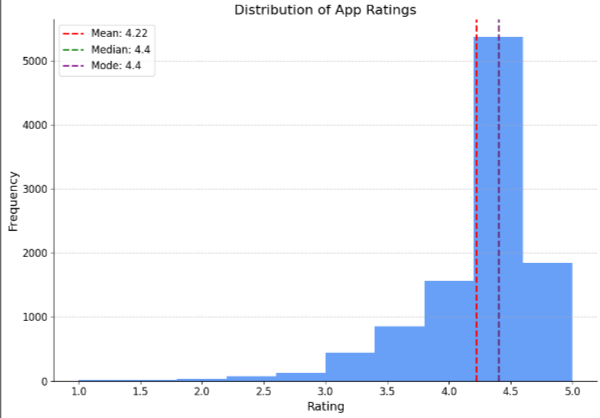 Distribution of App Ratings
Mean: 4.22
Median: 4.4
Mode: 4.4
Frequency
5000
4000
3000
2000
1000
0
1.0 1.5 2.0 2.5 3.0 3.5 4.0 4.5 5.0
Rating